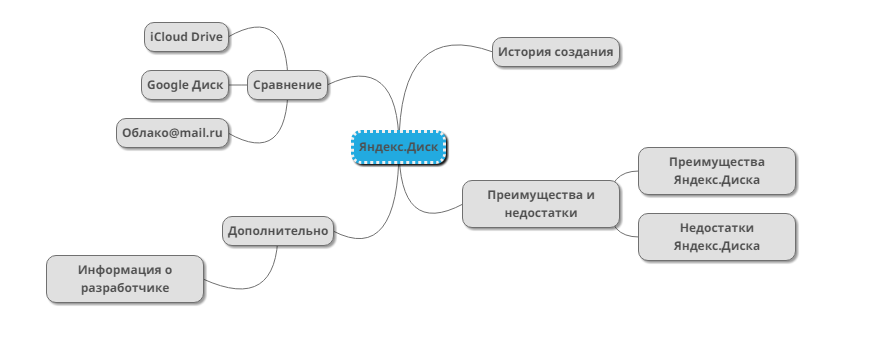 iCloud Drive
История создания
Google Диск
Сравнение
Облако@mail.ru
Яндекс.Диск
Преимущества
Яндекс.Диска
Преимущества и
недостатки
Недостатки
Яндекс.Диска
Дополнительно
Информация о
разработчике